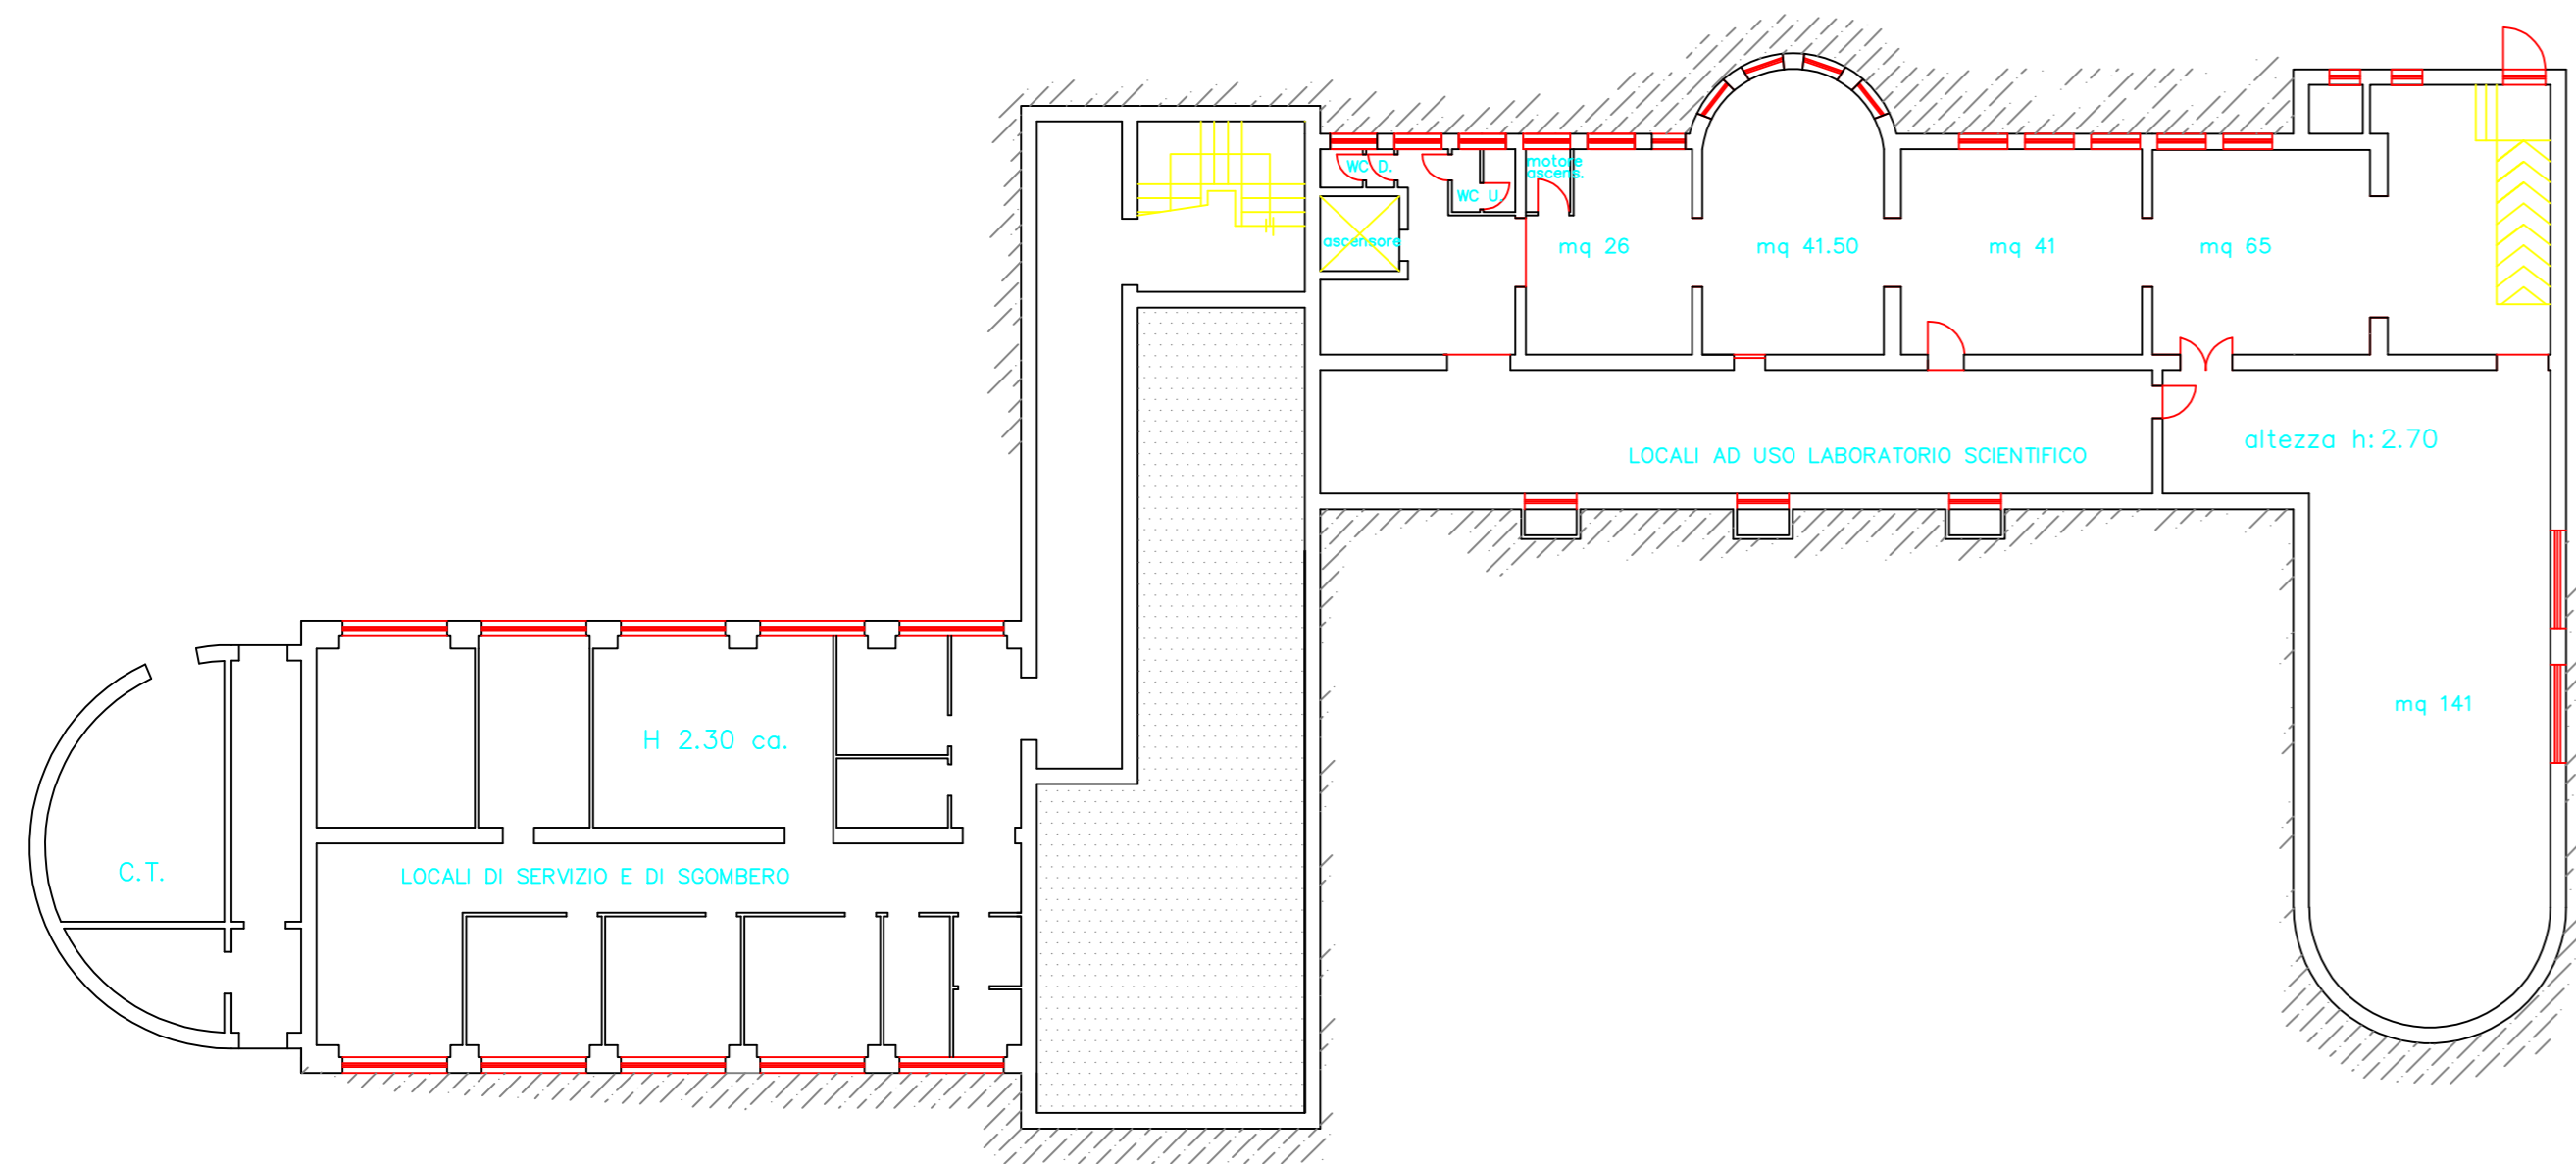 WC D.
motore
ascens.
WC U.
ascensore
mq 26
mq 41.50
mq 41
mq 65
LOCALI AD USO LABORATORIO SCIENTIFICO
altezza h: 2.70
mq 141
H 2.30 ca.
C.T.
LOCALI DI SERVIZIO E DI SGOMBERO